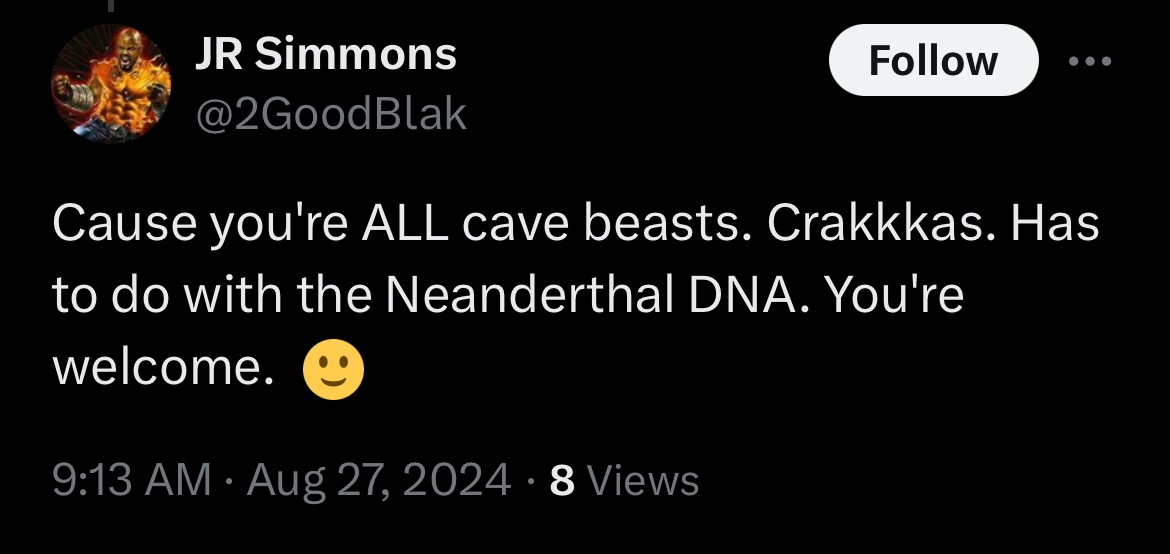 JR Simmons
Follow
@2GoodBlak
Cause you're ALL cave beasts. Crakkkas. Has
to do with the Neanderthal DNA. You're
welcome. 🙂
9:13 AM · Aug 27, 2024 · 8 Views